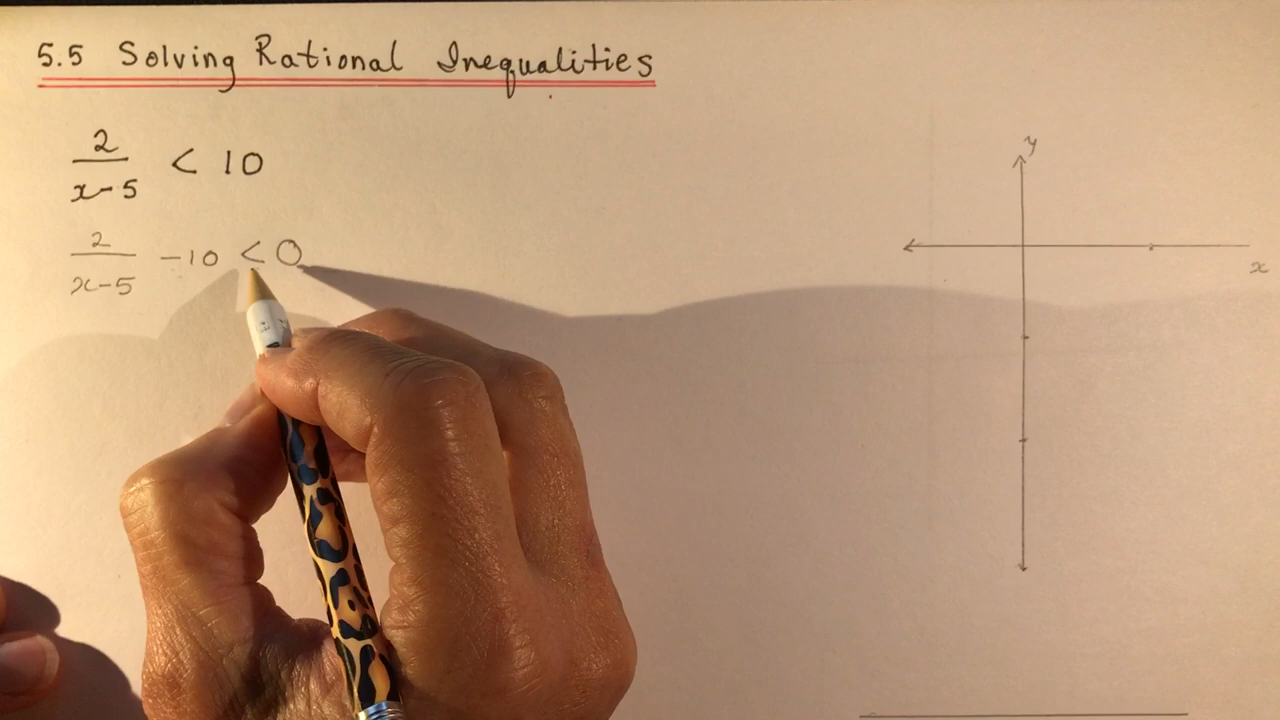 5.5 Solving Rational Inequalities
2/(x-5) < 10
2/(x-5) -10 < 0
y
x